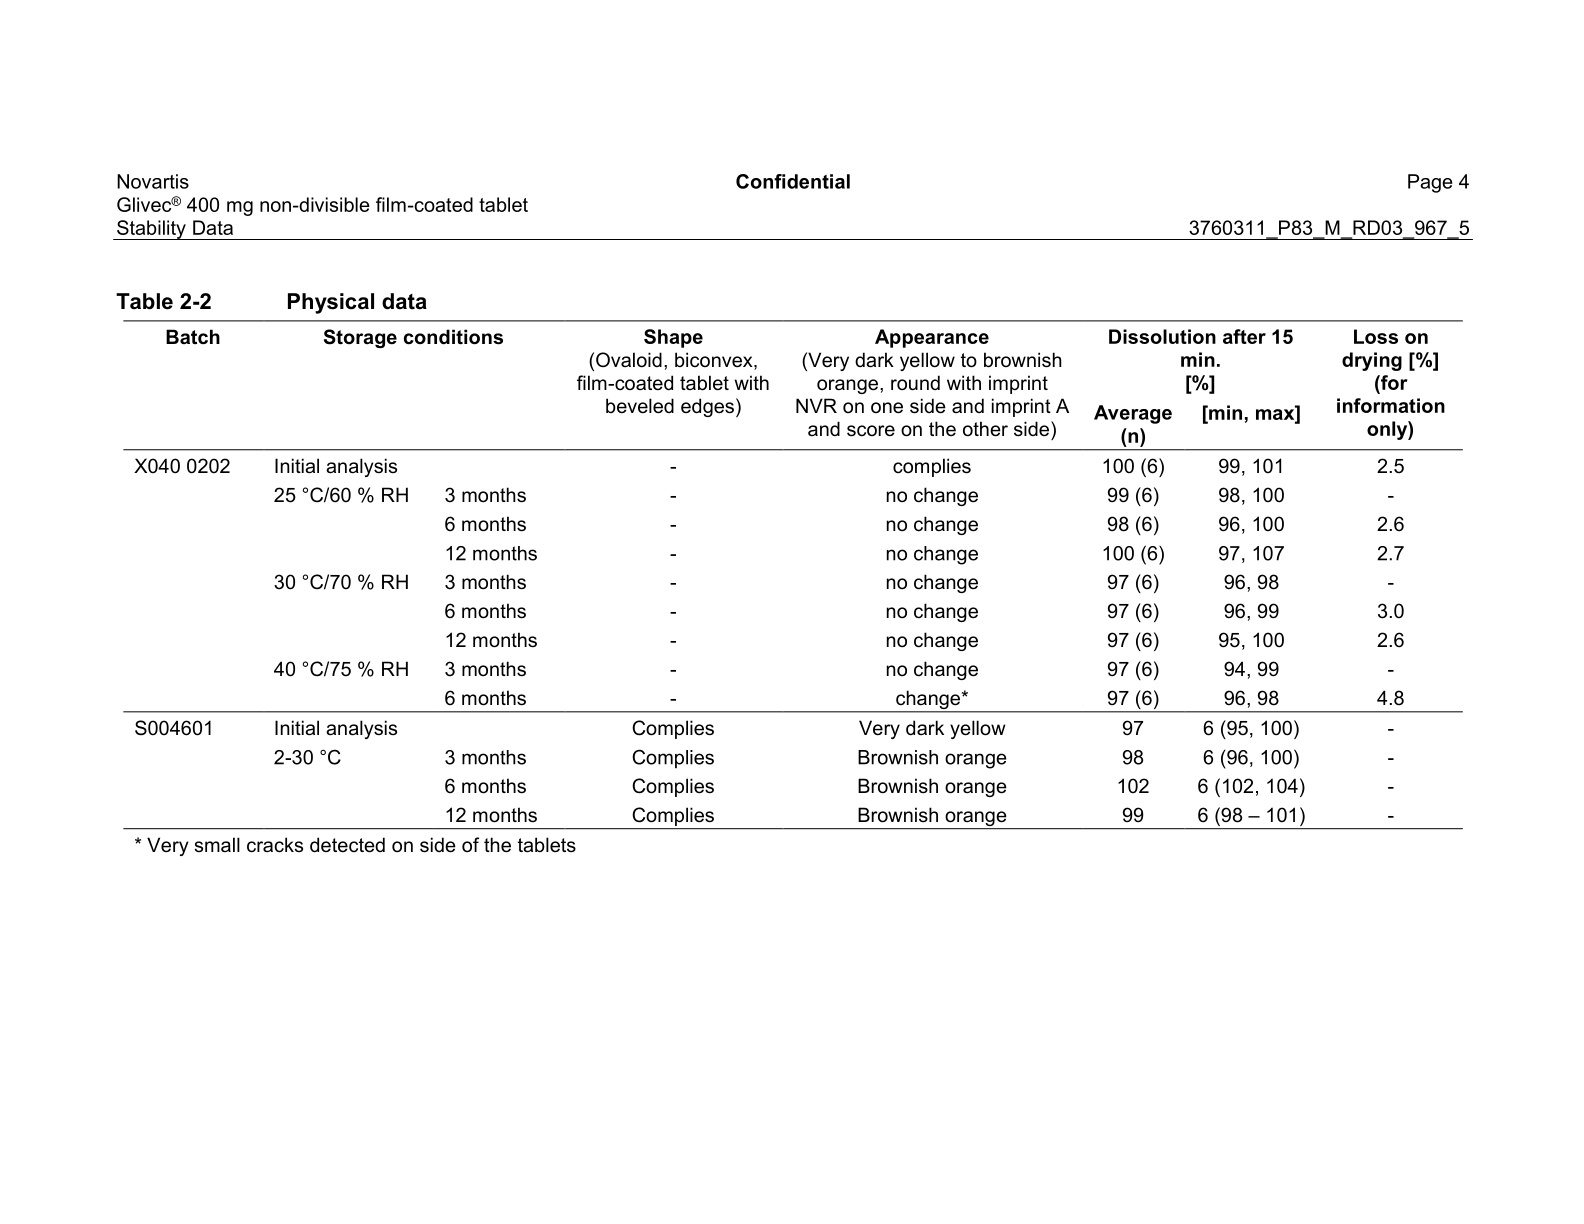 Novartis Confidential Page 4
Glivec® 400 mg non-divisible film-coated tablet
Stability Data 3760311_P83_M_RD03_967_5
Table 2-2 Physical data
Batch Storage conditions Shape Appearance Dissolution after 15 Loss on
(Ovaloid, biconvex, (Very dark yellow to brownish min. drying [%]
film-coated tablet with orange, round with imprint [%] (for
beveled edges) NVR on one side and imprint A Average [min, max] information
and score on the other side) (n) only)
X040 0202 Initial analysis - complies 100 (6) 99, 101 2.5
25 °C/60 % RH 3 months - no change 99 (6) 98, 100 -
6 months - no change 98 (6) 96, 100 2.6
12 months - no change 100 (6) 97, 107 2.7
30 °C/70 % RH 3 months - no change 97 (6) 96, 98 -
6 months - no change 97 (6) 96, 99 3.0
12 months - no change 97 (6) 95, 100 2.6
40 °C/75 % RH 3 months - no change 97 (6) 94, 99 -
6 months - change* 97 (6) 96, 98 4.8
S004601 Initial analysis Complies Very dark yellow 97 6 (95, 100) -
2-30 °C 3 months Complies Brownish orange 98 6 (96, 100) -
6 months Complies Brownish orange 102 6 (102, 104) -
12 months Complies Brownish orange 99 6 (98 – 101) -
* Very small cracks detected on side of the tablets